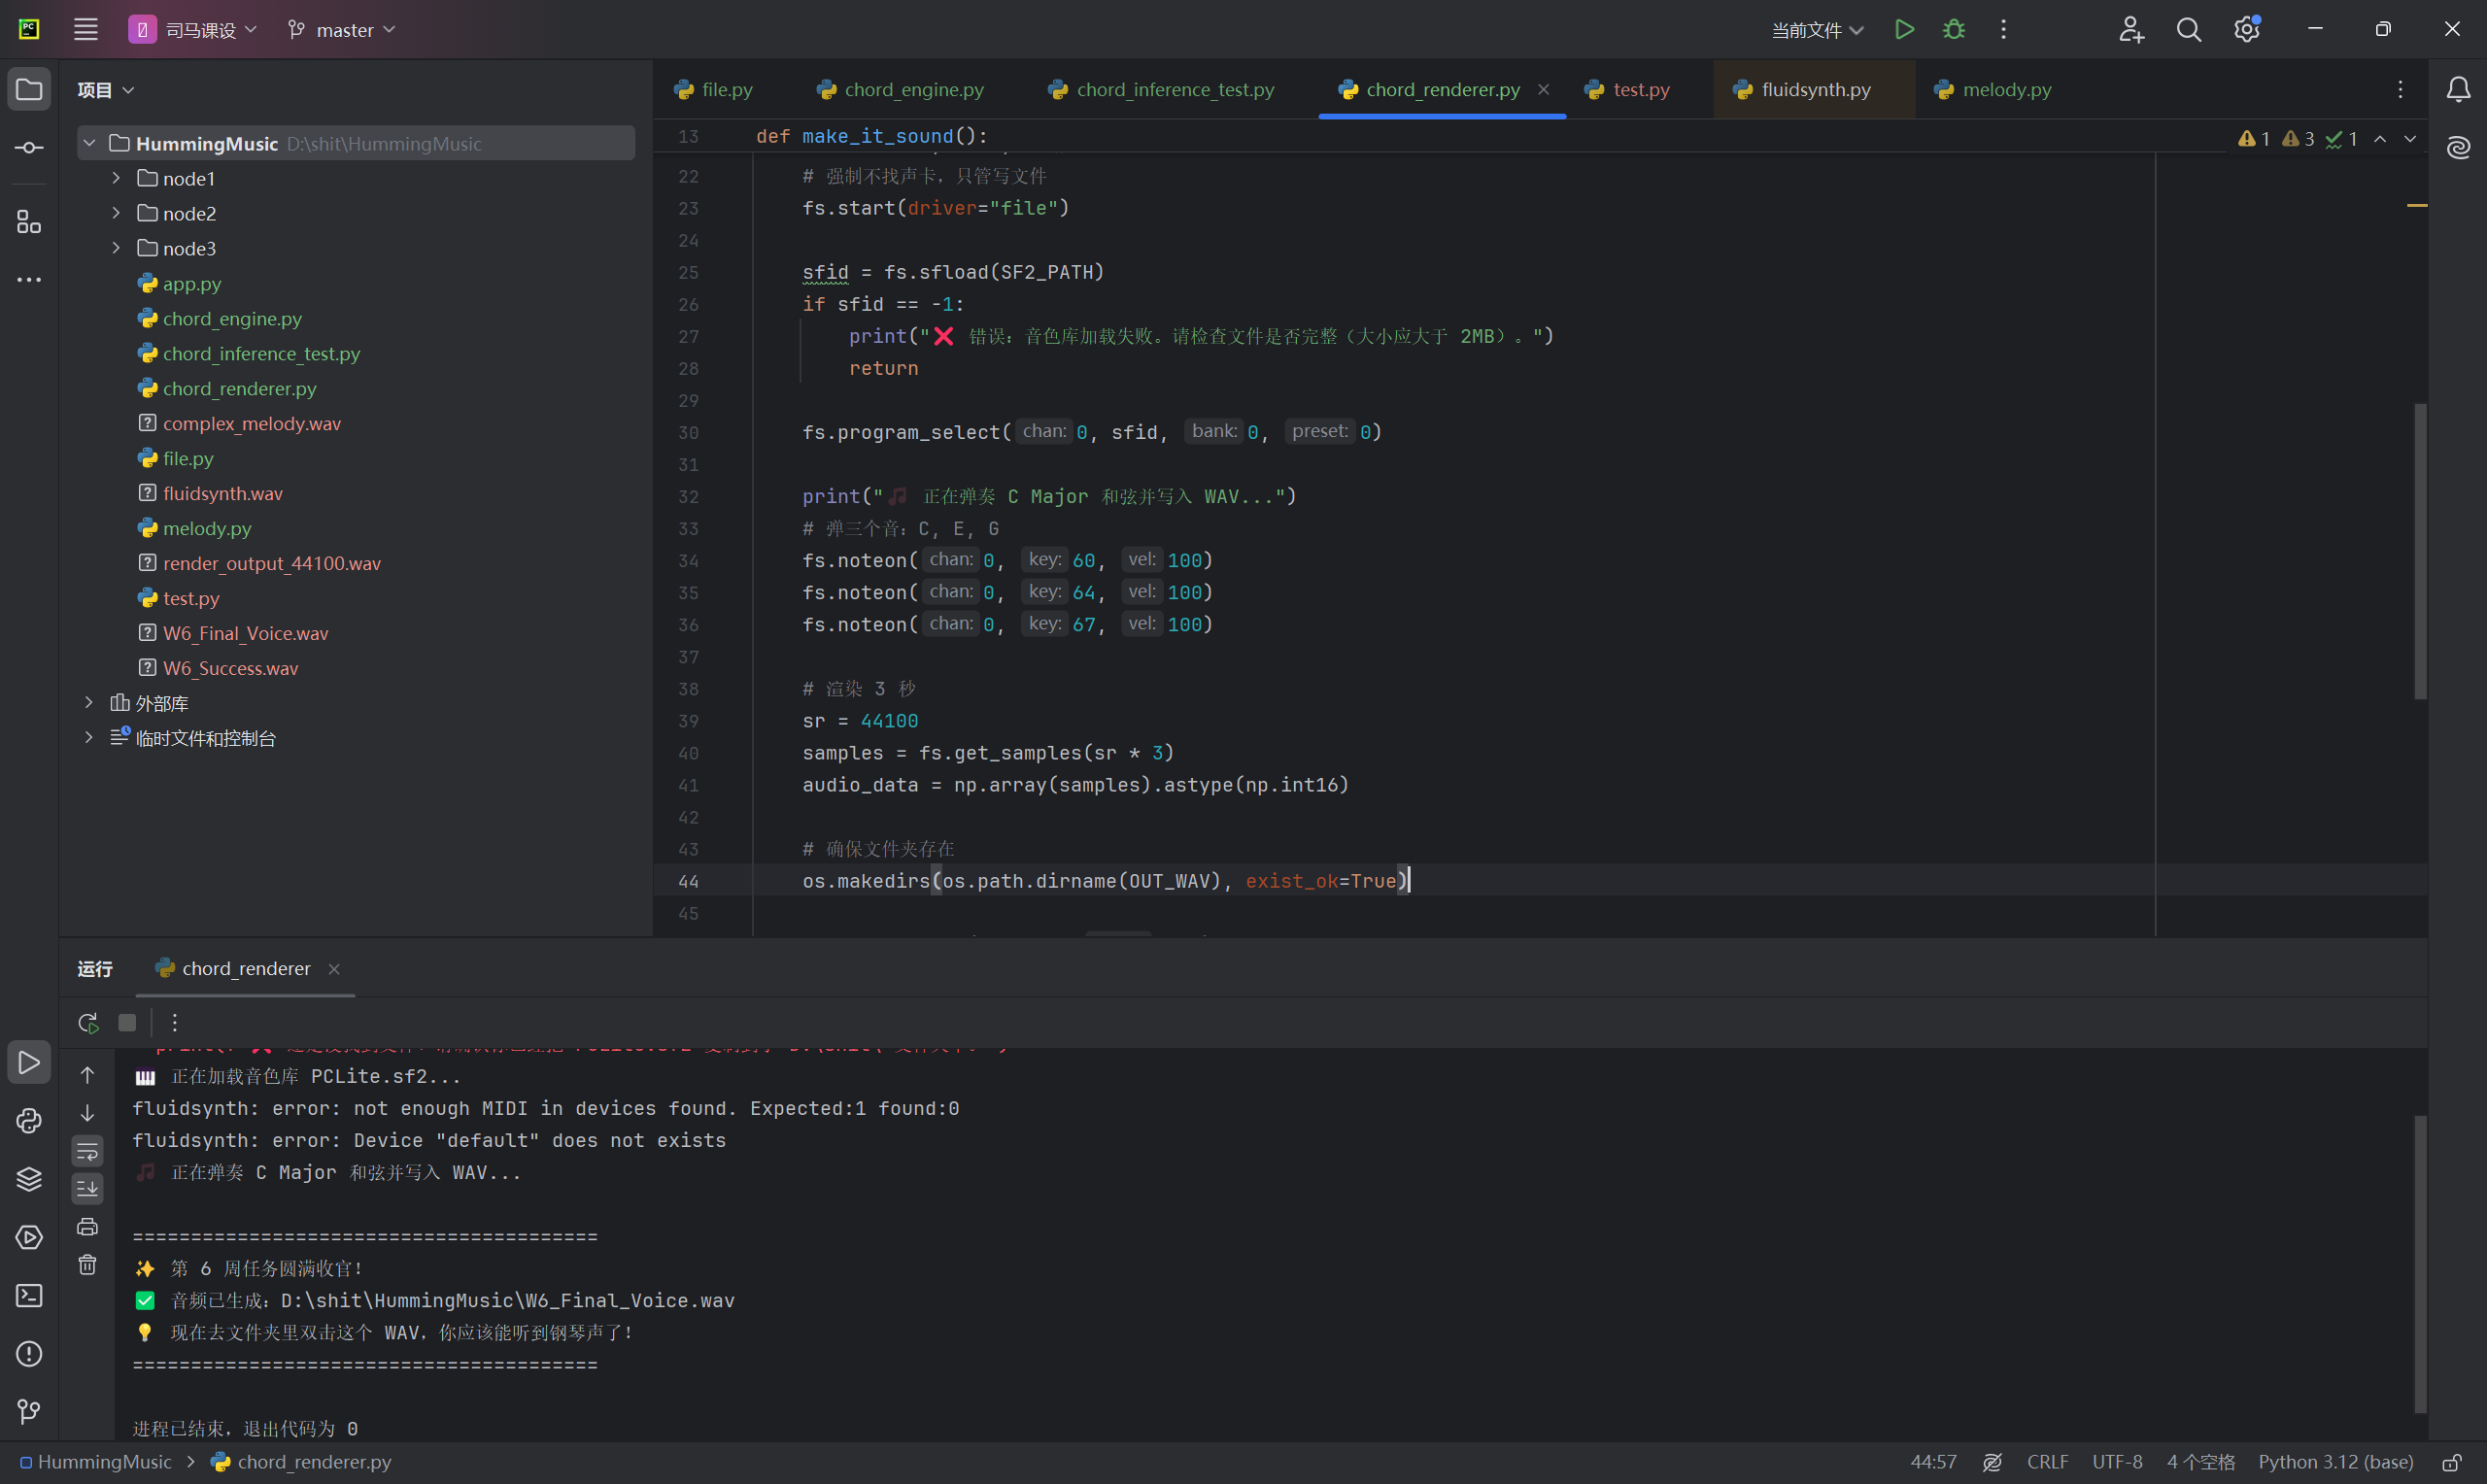 司马课设
master
当前文件
项目
file.py
chord_engine.py
chord_inference_test.py
chord_renderer.py
test.py
fluidsynth.py
melody.py
HummingMusic D:\shit\HummingMusic
node1
node2
node3
app.py
chord_engine.py
chord_inference_test.py
chord_renderer.py
complex_melody.wav
file.py
fluidsynth.wav
melody.py
render_output_44100.wav
test.py
W6_Final_Voice.wav
W6_Success.wav
外部库
临时文件和控制台
13 def make_it_sound():
1 3 1
22 # 强制不找声卡，只管写文件
23 fs.start(driver="file")
24
25 sfid = fs.sfload(SF2_PATH)
26 if sfid == -1:
27 print("❌ 错误：音色库加载失败。请检查文件是否完整（大小应大于 2MB）。")
28 return
29
30 fs.program_select( chan: 0, sfid, bank: 0, preset: 0)
31
32 print("🎵 正在弹奏 C Major 和弦并写入 WAV...")
33 # 弹三个音：C, E, G
34 fs.noteon( chan: 0, key: 60, vel: 100)
35 fs.noteon( chan: 0, key: 64, vel: 100)
36 fs.noteon( chan: 0, key: 67, vel: 100)
37
38 # 渲染 3 秒
39 sr = 44100
40 samples = fs.get_samples(sr * 3)
41 audio_data = np.array(samples).astype(np.int16)
42
43 # 确保文件夹存在
44 os.makedirs(os.path.dirname(OUT_WAV), exist_ok=True)
45
运行
chord_renderer
🎹 正在加载音色库 PCLite.sf2...
fluidsynth: error: not enough MIDI in devices found. Expected:1 found:0
fluidsynth: error: Device "default" does not exists
🎵 正在弹奏 C Major 和弦并写入 WAV...
========================================
✨ 第 6 周任务圆满收官！
✅ 音频已生成：D:\shit\HummingMusic\W6_Final_Voice.wav
💡 现在去文件夹里双击这个 WAV，你应该能听到钢琴声了！
========================================
进程已结束，退出代码为 0
HummingMusic
chord_renderer.py
44:57
CRLF
UTF-8
4 个空格
Python 3.12 (base)